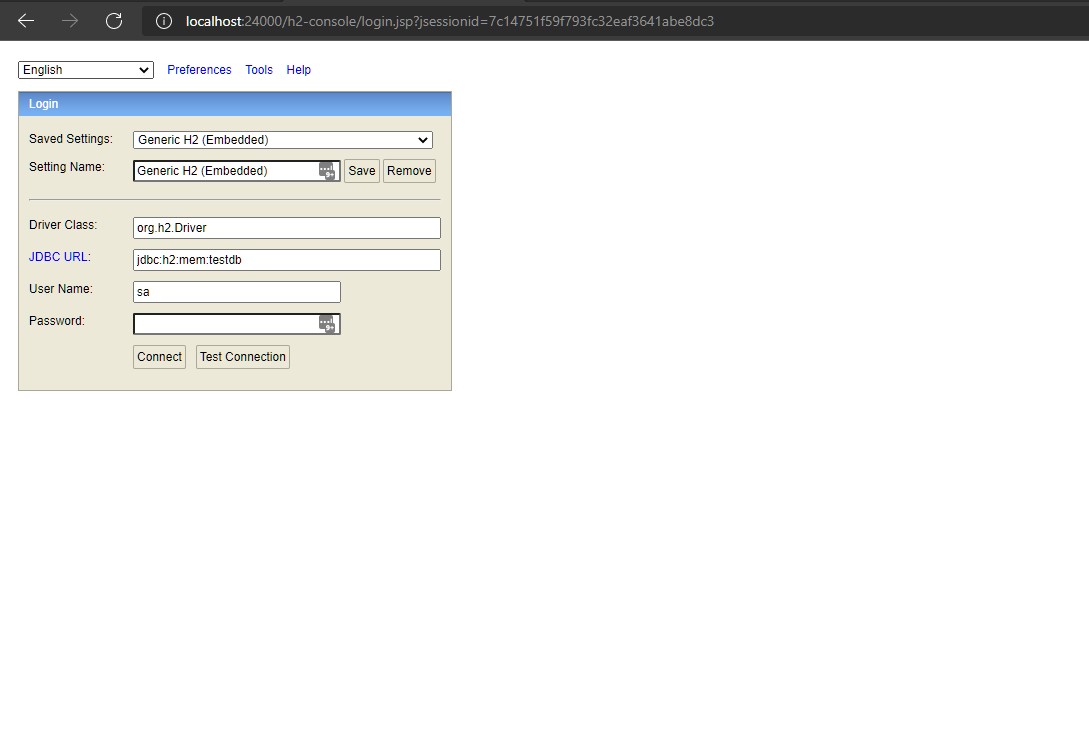 localhost:24000/h2-console/login.jsp?jsessionid=7c14751f59f793fc32eaf3641abe8dc3
English Preferences Tools Help
Login
Saved Settings: Generic H2 (Embedded)
Setting Name: Generic H2 (Embedded) 9+ Save Remove
Driver Class: org.h2.Driver
JDBC URL: jdbc:h2:mem:testdb
User Name: sa
Password: 9+
Connect Test Connection